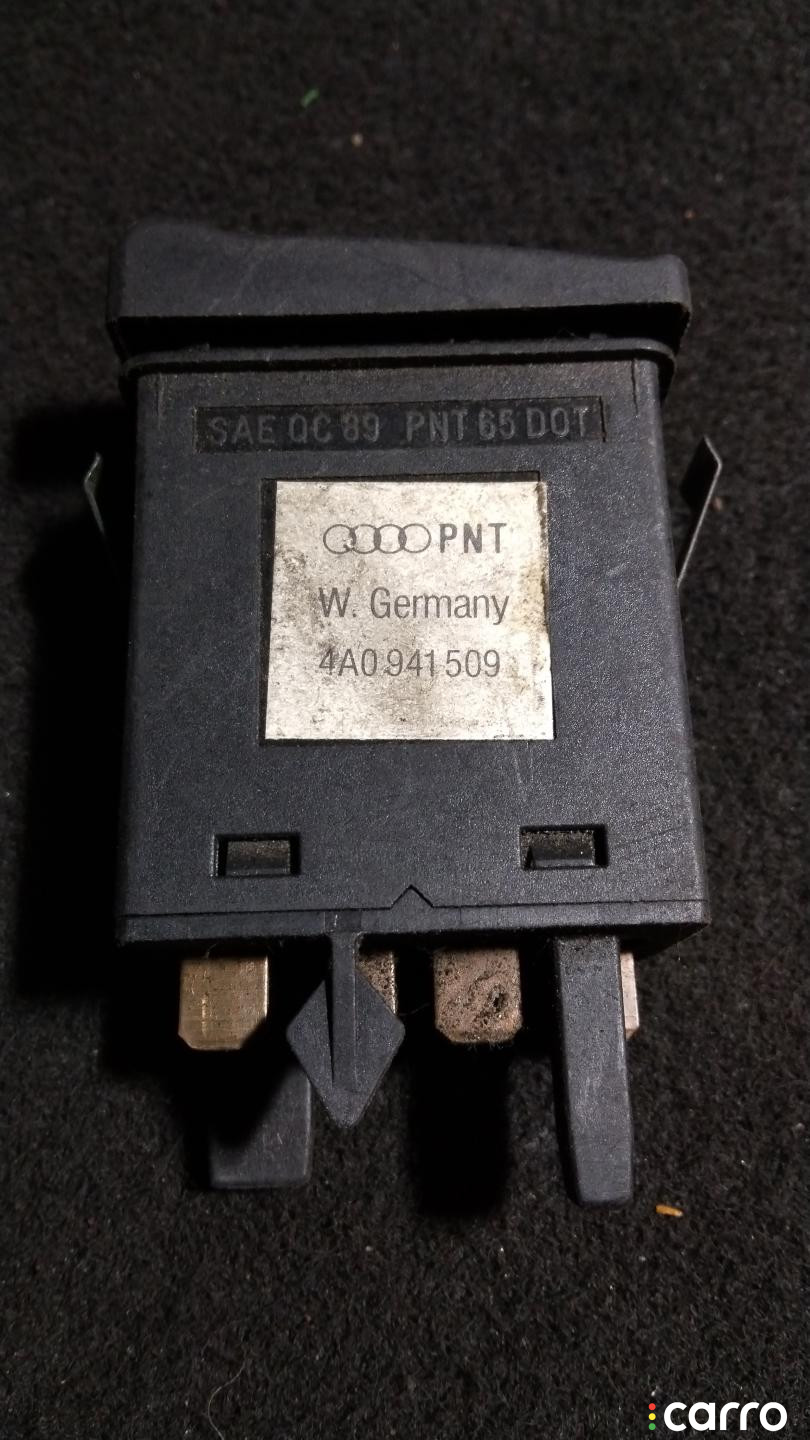 SAE QC 89 PNT 65 DOT
PNT
W. Germany
4A0 941 509
carro